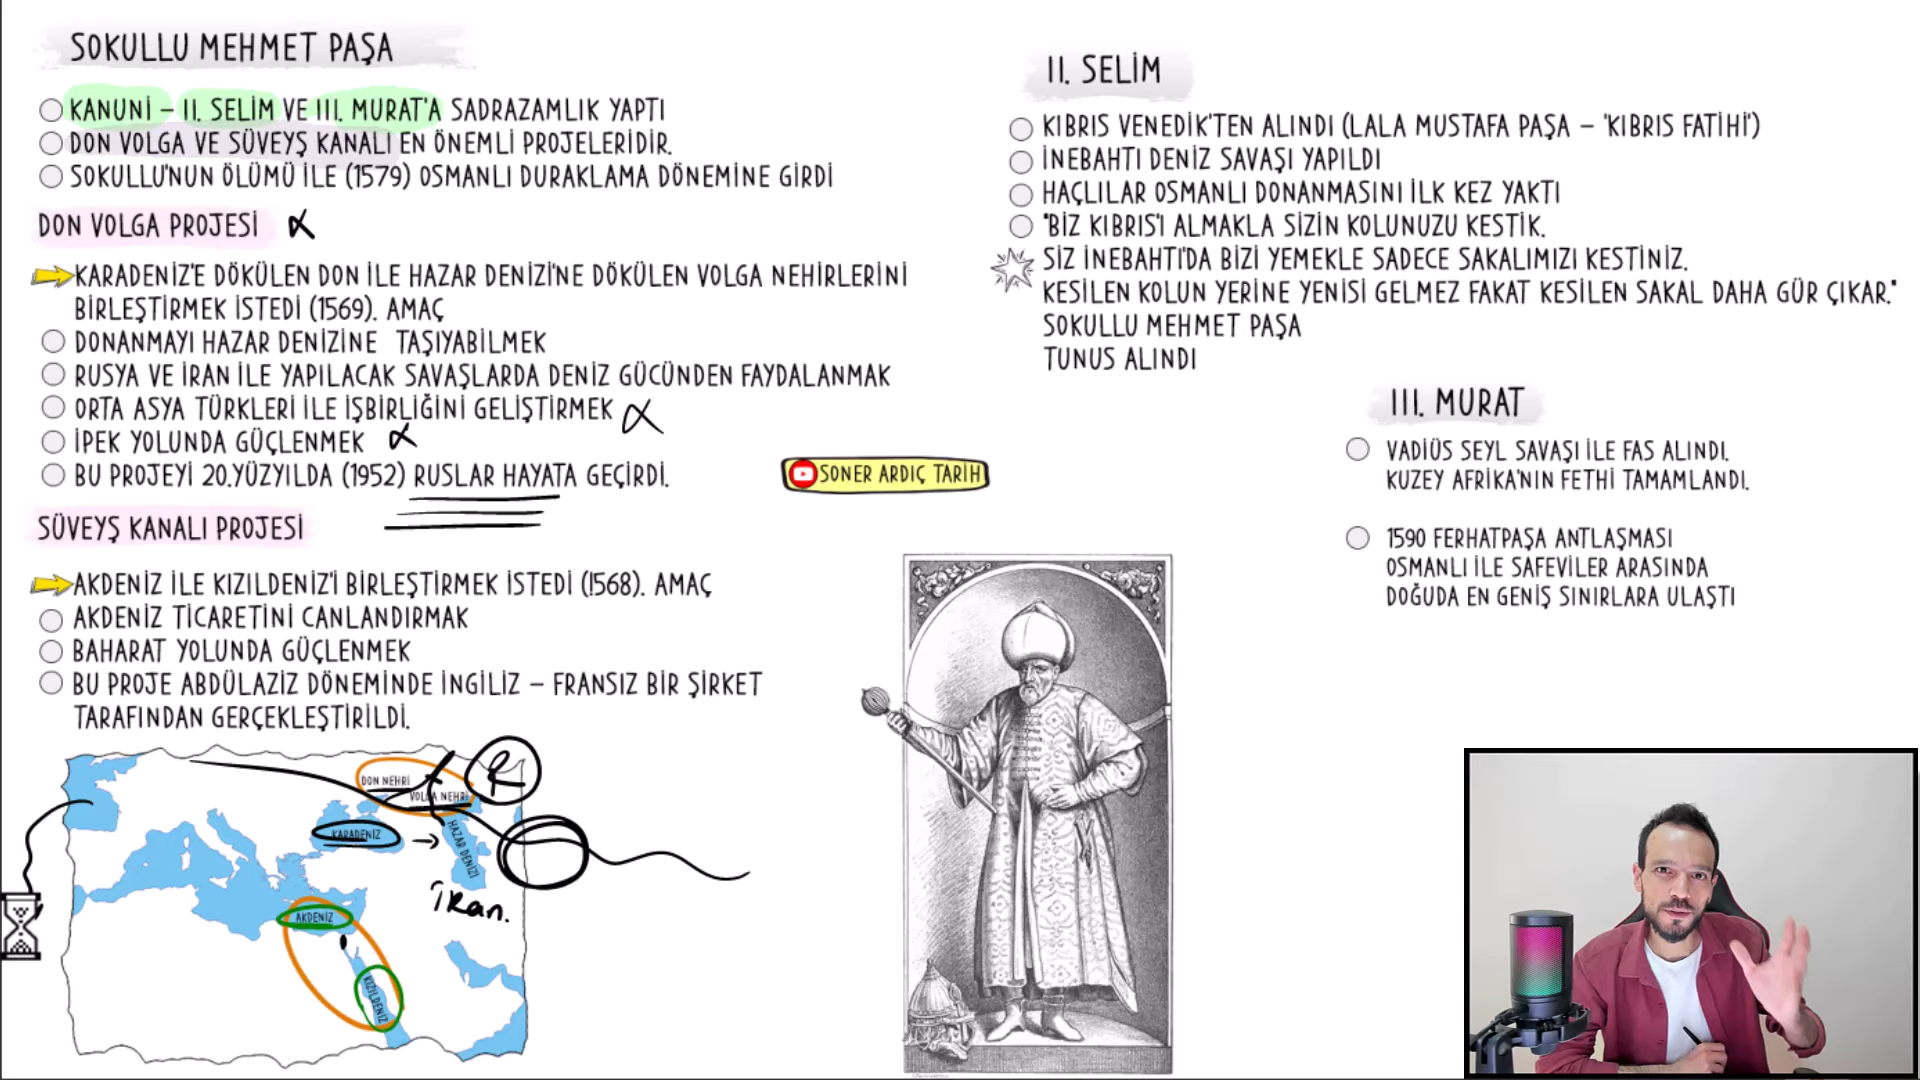 SOKULLU MEHMET PAŞA
KANUNİ – II. SELİM VE III. MURAT'A SADRAZAMLIK YAPTI
DON VOLGA VE SÜVEYŞ KANALI EN ÖNEMLİ PROJELERİDİR.
SOKULLU'NUN ÖLÜMÜ İLE (1579) OSMANLI DURAKLAMA DÖNEMİNE GİRDİ
DON VOLGA PROJESİ
KARADENİZ'E DÖKÜLEN DON İLE HAZAR DENİZİ'NE DÖKÜLEN VOLGA NEHİRLERİNİ
BİRLEŞTİRMEK İSTEDİ (1569). AMAÇ
DONANMAYI HAZAR DENİZİNE TAŞIYABİLMEK
RUSYA VE İRAN İLE YAPILACAK SAVAŞLARDA DENİZ GÜCÜNDEN FAYDALANMAK
ORTA ASYA TÜRKLERİ İLE İŞBİRLİĞİNİ GELİŞTİRMEK
İPEK YOLUNDA GÜÇLENMEK
BU PROJEYİ 20.YÜZYILDA (1952) RUSLAR HAYATA GEÇİRDİ.
SÜVEYŞ KANALI PROJESİ
AKDENİZ İLE KIZILDENİZ'İ BİRLEŞTİRMEK İSTEDİ (!568). AMAÇ
AKDENİZ TİCARETİNİ CANLANDIRMAK
BAHARAT YOLUNDA GÜÇLENMEK
BU PROJE ABDÜLAZİZ DÖNEMİNDE İNGİLİZ – FRANSIZ BİR ŞİRKET
TARAFINDAN GERÇEKLEŞTİRİLDİ.
DON NEHRİ
VOLGA NEHRİ
R
KARADENİZ
HAZAR DENİZİ
İran.
AKDENİZ
KIZILDENİZ
SONER ARDIÇ TARİH
II. SELİM
KIBRIS VENEDİK'TEN ALINDI (LALA MUSTAFA PAŞA – 'KIBRIS FATİHİ')
İNEBAHTI DENİZ SAVAŞI YAPILDI
HAÇLILAR OSMANLI DONANMASINI İLK KEZ YAKTI
"BİZ KIBRIS'I ALMAKLA SİZİN KOLUNUZU KESTİK.
SİZ İNEBAHTI'DA BİZİ YEMEKLE SADECE SAKALIMIZI KESTİNİZ.
KESİLEN KOLUN YERİNE YENİSİ GELMEZ FAKAT KESİLEN SAKAL DAHA GÜR ÇIKAR."
SOKULLU MEHMET PAŞA
TUNUS ALINDI
III. MURAT
VADİÜS SEYL SAVAŞI İLE FAS ALINDI.
KUZEY AFRİKA'NIN FETHİ TAMAMLANDI.
1590 FERHATPAŞA ANTLAŞMASI
OSMANLI İLE SAFEVİLER ARASINDA
DOĞUDA EN GENİŞ SINIRLARA ULAŞTI